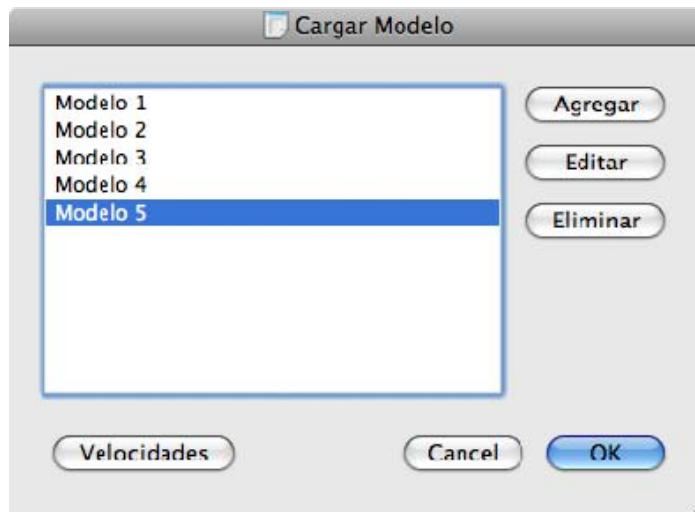 Cargar Modelo
Modelo 1
Modelo 2
Modelo 3
Modelo 4
Modelo 5
Agregar
Editar
Eliminar
Velocidades
Cancel
OK